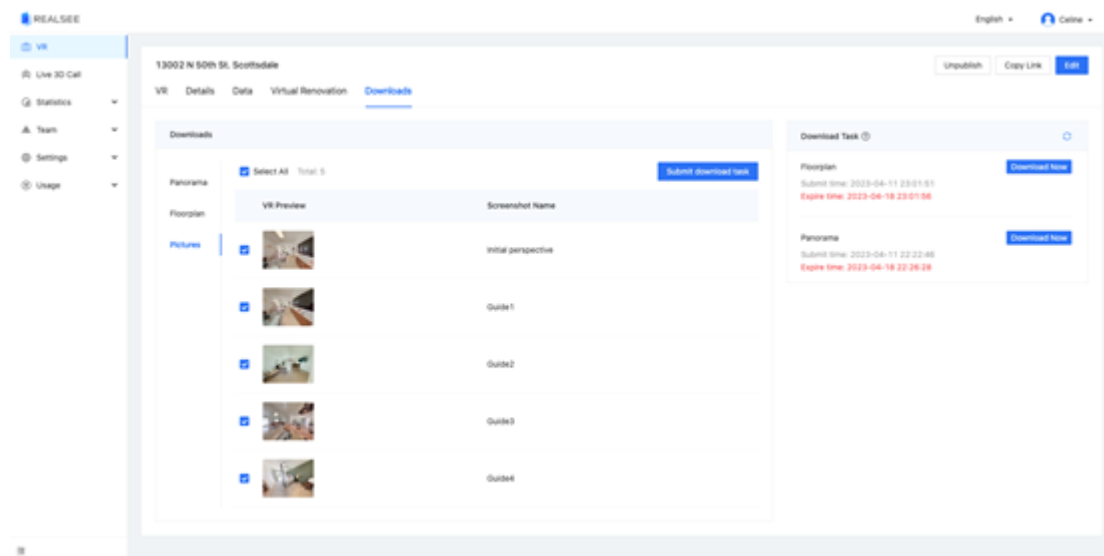 REALSEE
English
Celine
VR
Live 3D Call
Statistics
Team
Settings
Usage
13002 N 50th St. Scottsdale
Unpublish
Copy Link
Edit
VR Details Data Virtual Renovation Downloads
Downloads
Panorama
Floorplan
Pictures
Select All Total: 5
Submit download task
VR Preview Screenshot Name
Initial perspective
Guide1
Guide2
Guide3
Guide4
Download Task
Floorplan
Download Now
Submit time: 2023-04-11 23:01:51
Expire time: 2023-04-18 23:01:56
Panorama
Download Now
Submit time: 2023-04-11 22:22:46
Expire time: 2023-04-18 22:26:28